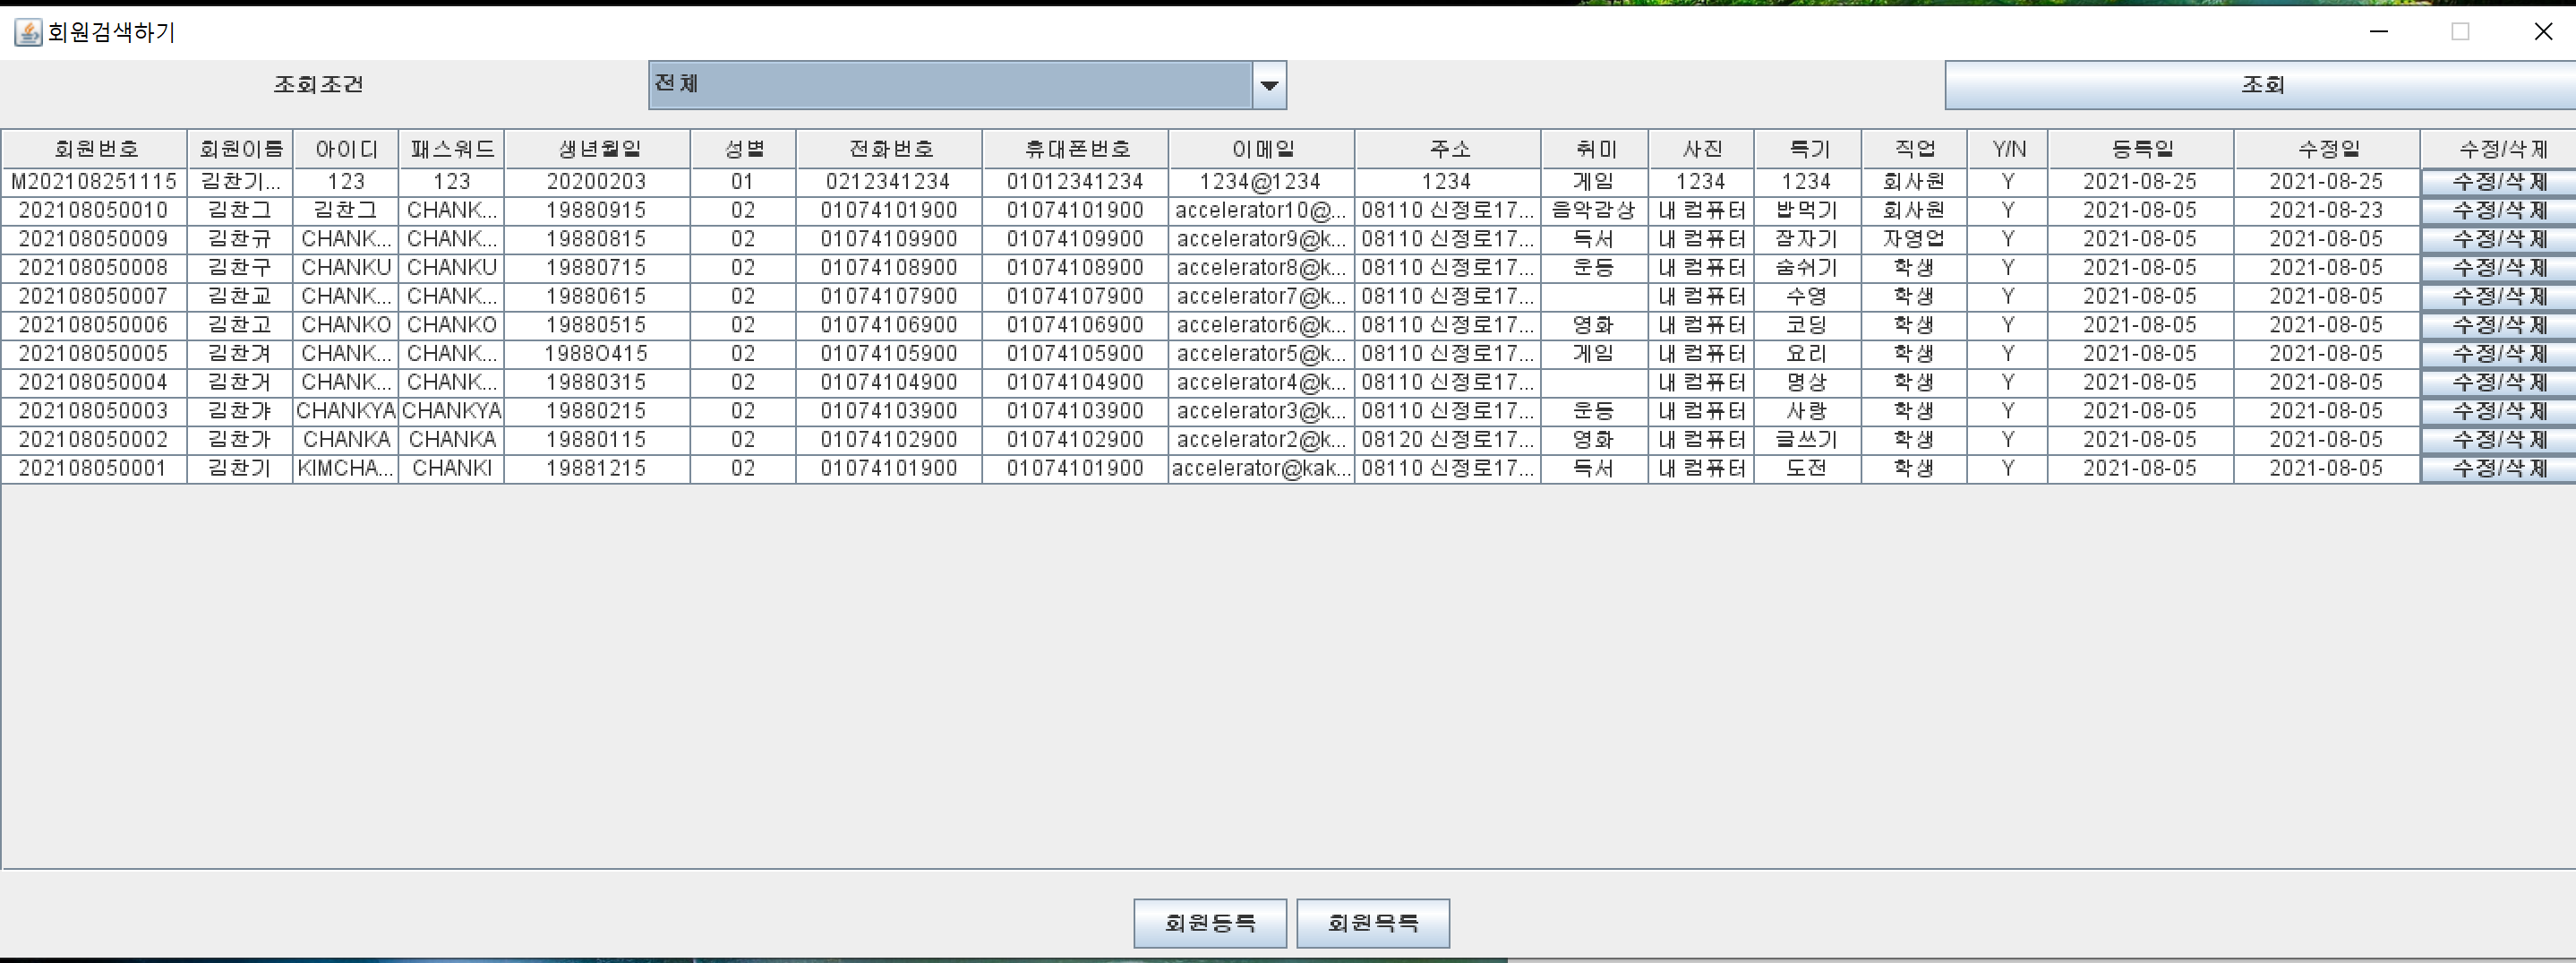 회원검색하기
조회조건 전체 조회
회원번호 회원이름 아이디 패스워드 생년월일 성별 전화번호 휴대폰번호 이메일 주소 취미 사진 특기 직업 Y/N 등록일 수정일 수정/삭제
M202108251115 김찬기... 123 123 20200203 01 0212341234 01012341234 1234@1234 1234 게임 1234 1234 회사원 Y 2021-08-25 2021-08-25 수정/삭제
202108050010 김찬그 김찬그 CHANK... 19880915 02 01074101900 01074101900 accelerator10@... 08110 신정로17... 음악감상 내 컴퓨터 밥먹기 회사원 Y 2021-08-05 2021-08-23 수정/삭제
202108050009 김찬규 CHANK... CHANK... 19880815 02 01074109900 01074109900 accelerator9@k... 08110 신정로17... 독서 내 컴퓨터 잠자기 자영업 Y 2021-08-05 2021-08-05 수정/삭제
202108050008 김찬구 CHANKU CHANKU 19880715 02 01074108900 01074108900 accelerator8@k... 08110 신정로17... 운동 내 컴퓨터 숨쉬기 학생 Y 2021-08-05 2021-08-05 수정/삭제
202108050007 김찬교 CHANK... CHANK... 19880615 02 01074107900 01074107900 accelerator7@k... 08110 신정로17... 내 컴퓨터 수영 학생 Y 2021-08-05 2021-08-05 수정/삭제
202108050006 김찬고 CHANKO CHANKO 19880515 02 01074106900 01074106900 accelerator6@k... 08110 신정로17... 영화 내 컴퓨터 코딩 학생 Y 2021-08-05 2021-08-05 수정/삭제
202108050005 김찬겨 CHANK... CHANK... 1988O415 02 01074105900 01074105900 accelerator5@k... 08110 신정로17... 게임 내 컴퓨터 요리 학생 Y 2021-08-05 2021-08-05 수정/삭제
202108050004 김찬거 CHANK... CHANK... 19880315 02 01074104900 01074104900 accelerator4@k... 08110 신정로17... 내 컴퓨터 명상 학생 Y 2021-08-05 2021-08-05 수정/삭제
202108050003 김찬갸 CHANKYA CHANKYA 19880215 02 01074103900 01074103900 accelerator3@k... 08110 신정로17... 운동 내 컴퓨터 사랑 학생 Y 2021-08-05 2021-08-05 수정/삭제
202108050002 김찬가 CHANKA CHANKA 19880115 02 01074102900 01074102900 accelerator2@k... 08120 신정로17... 영화 내 컴퓨터 글쓰기 학생 Y 2021-08-05 2021-08-05 수정/삭제
202108050001 김찬기 KIMCHA... CHANKI 19881215 02 01074101900 01074101900 accelerator@kak... 08110 신정로17... 독서 내 컴퓨터 도전 학생 Y 2021-08-05 2021-08-05 수정/삭제
회원등록 회원목록